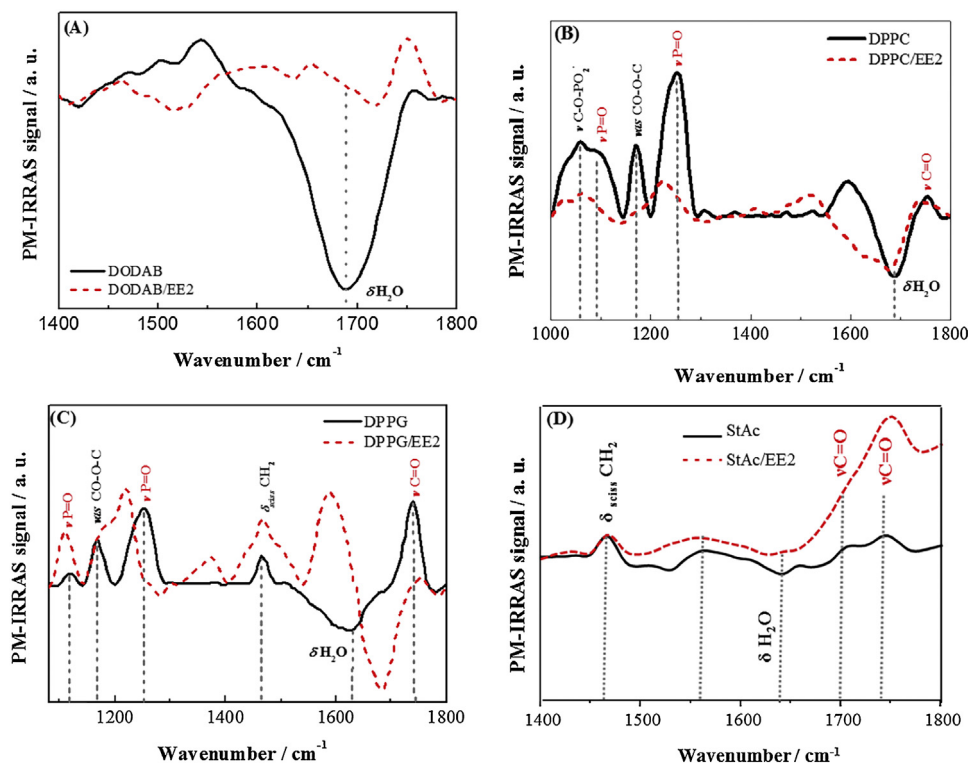 (A)
PM-IRRAS signal / a. u.
DODAB
DODAB/EE2
δH₂O
1400 1500 1600 1700 1800
Wavenumber / cm⁻¹
(B)
PM-IRRAS signal / a. u.
ν C-O-PO₂⁻
ν P=O
νas CO-O-C
ν P=O
DPPC
DPPC/EE2
ν C=O
δH₂O
1000 1200 1400 1600 1800
Wavenumber / cm⁻¹
(C)
PM-IRRAS signal / a. u.
ν P=O
νas CO-O-C
ν P=O
δsciss CH₂
DPPG
DPPG/EE2
ν C=O
δH₂O
1200 1400 1600 1800
Wavenumber / cm⁻¹
(D)
PM-IRRAS signal / a. u.
StAc
StAc/EE2
δ sciss CH₂
δ H₂O
νC=O
νC=O
1400 1500 1600 1700 1800
Wavenumber / cm⁻¹